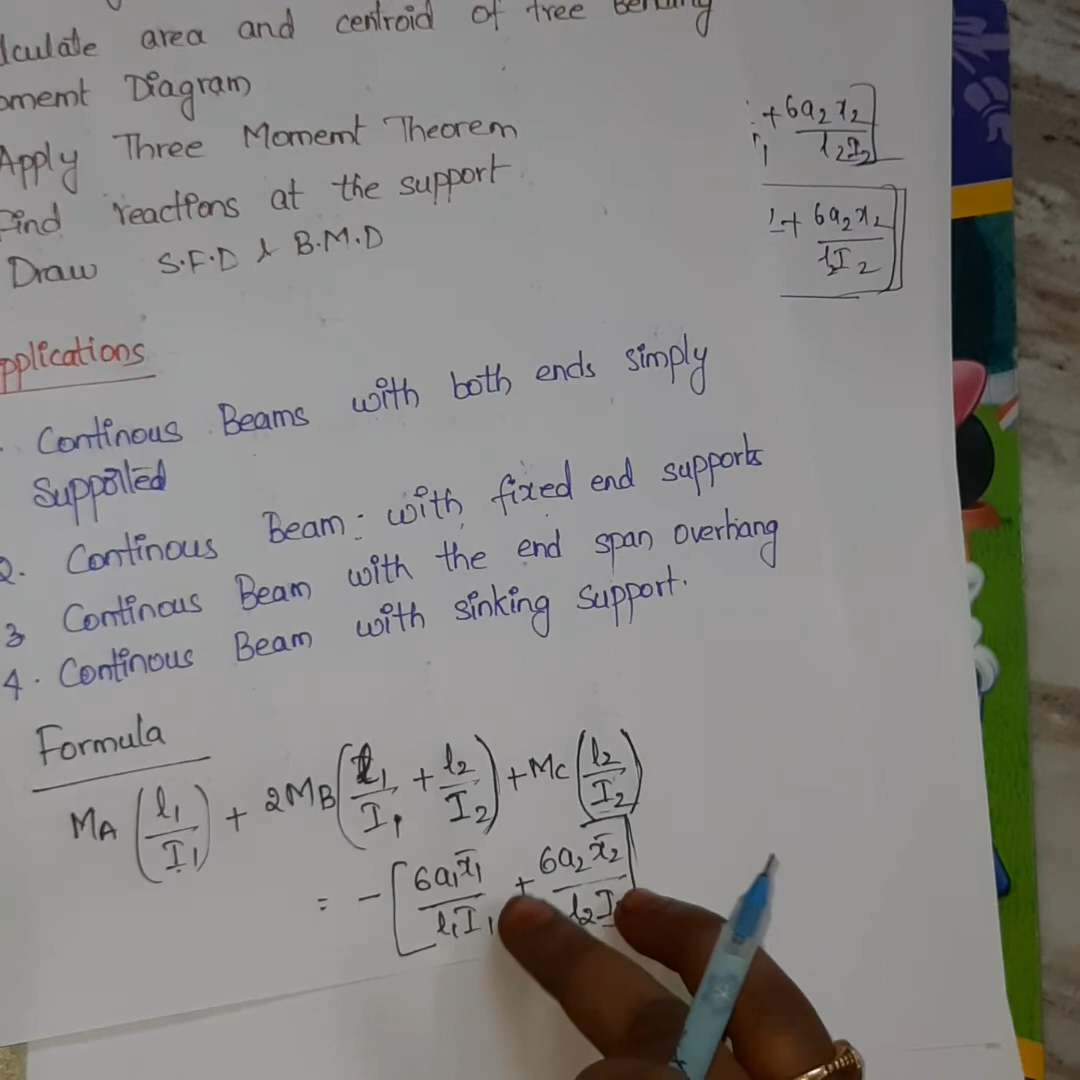 lculate area and centroid of free Bending
oment Diagram
Apply Three Moment Theorem
Find reactions at the support
Draw S.F.D & B.M.D
+ 6a₂x₂
l₂I₂
+ 6a₂x₂
l₂I₂
pplications
Continous Beams with both ends simply
Supported
2. Continous Beam: with fixed end supports
3 Continous Beam with the end span overhang
4. Continous Beam with sinking support.
Formula
MA (l₁/I₁) + 2MB (l₁/I₁ + l₂/I₂) + MC (l₂/I₂)
= - [6a₁x̄₁/l₁I₁ + 6a₂x̄₂/l₂I